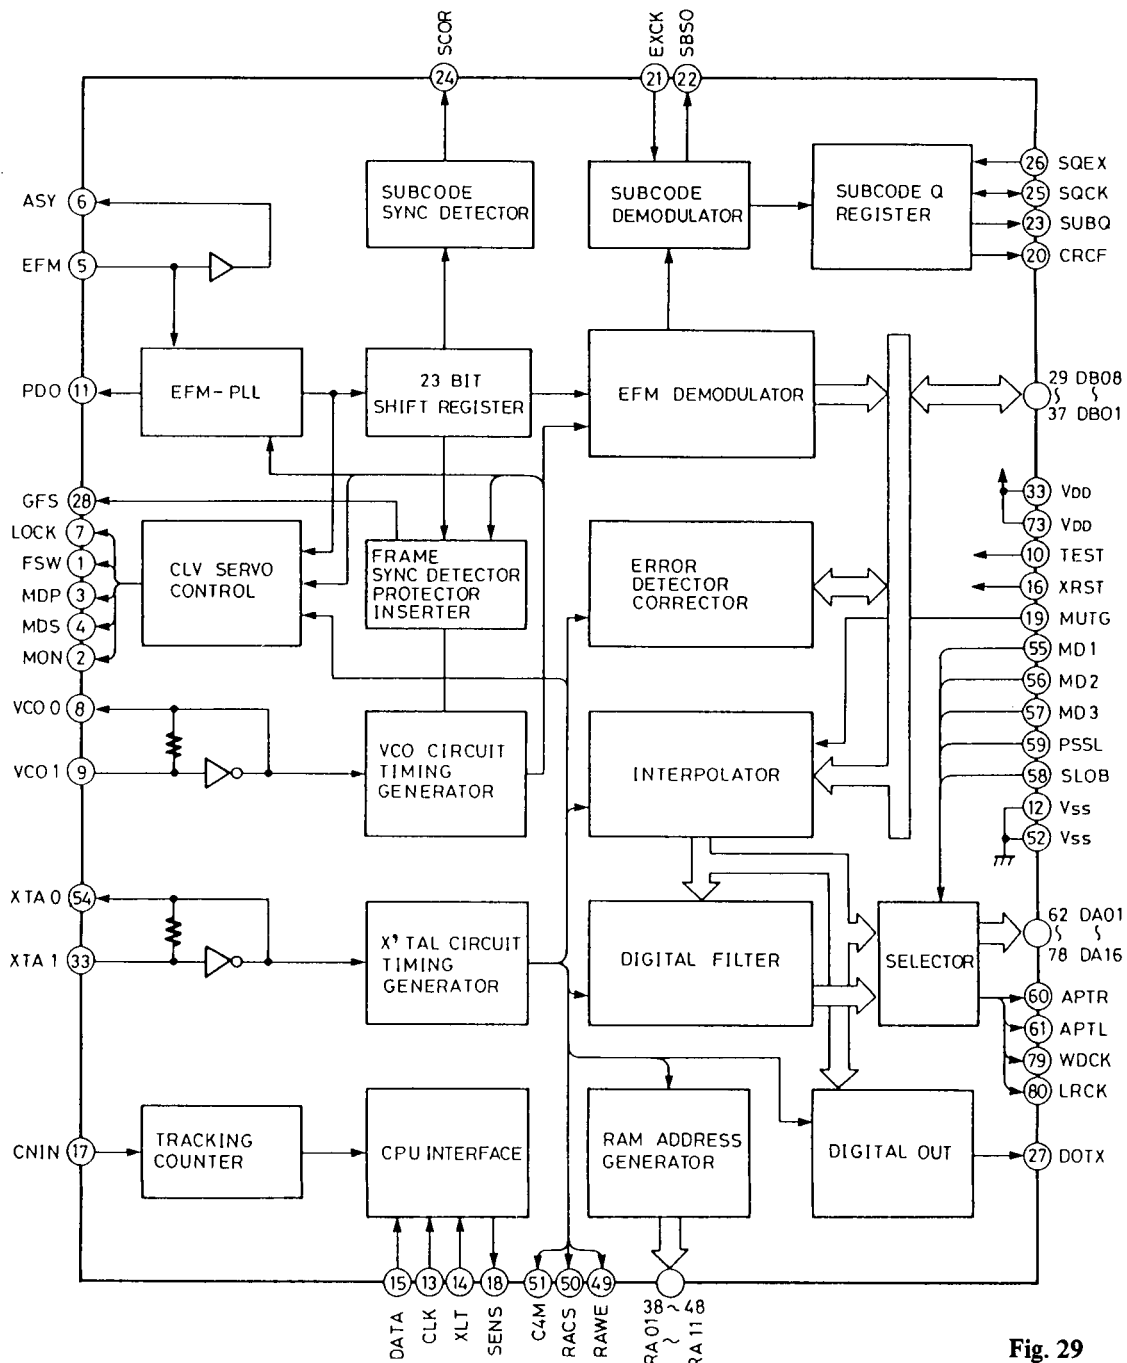 SCOR
24
EXCK
SBSO
21
22
SUBCODE
SYNC DETECTOR
SUBCODE
DEMODULATOR
SUBCODE Q
REGISTER
26 SQEX
25 SQCK
23 SUBQ
20 CRCF
ASY 6
EFM 5
PDO 11
EFM-PLL
23 BIT
SHIFT REGISTER
EFM DEMODULATOR
29 DB08
~ ~
37 DB01
GFS 28
LOCK 7
FSW 1
MDP 3
MDS 4
MON 2
CLV SERVO
CONTROL
FRAME
SYNC DETECTOR
PROTECTOR
INSERTER
ERROR
DETECTOR
CORRECTOR
33 VDD
73 VDD
10 TEST
16 XRST
19 MUTG
55 MD1
56 MD2
57 MD3
59 PSSL
58 SLOB
12 Vss
52 Vss
VCO 0 8
VCO 1 9
VCO CIRCUIT
TIMING
GENERATOR
INTERPOLATOR
XTA 0 54
XTA 1 33
X'TAL CIRCUIT
TIMING
GENERATOR
DIGITAL FILTER
SELECTOR
62 DA01
~ ~
78 DA16
60 APTR
61 APTL
79 WDCK
80 LRCK
CNIN 17
TRACKING
COUNTER
CPU INTERFACE
RAM ADDRESS
GENERATOR
DIGITAL OUT
27 DOTX
15
13
14
18
51
50
49
DATA
CLK
XLT
SENS
C4M
RACS
RAWE
38 ~ 48
RA01 ~ RA11
Fig. 29